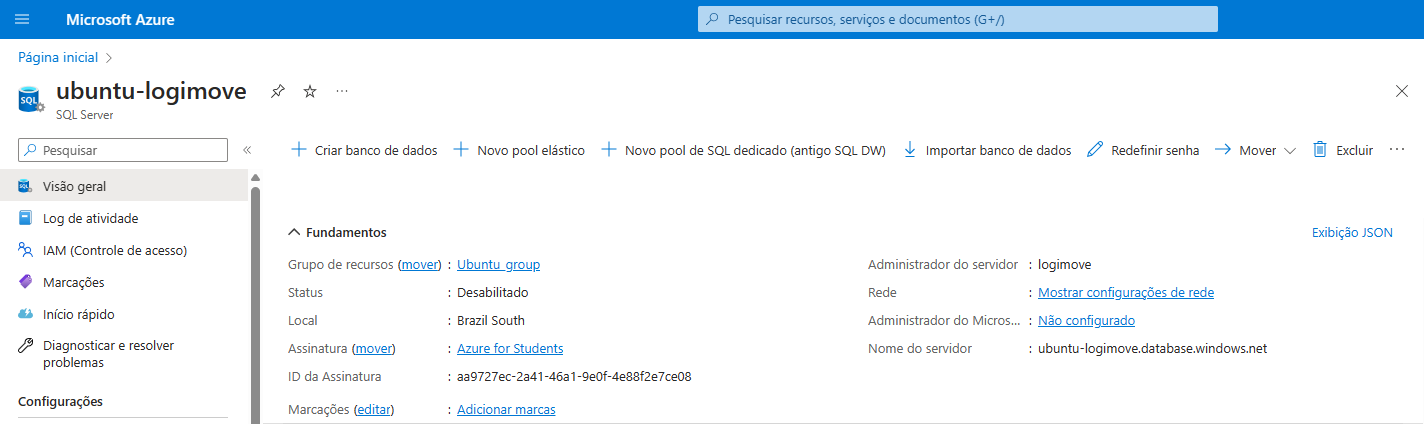 Microsoft Azure
Pesquisar recursos, serviços e documentos (G+/)
Página inicial
SQL
ubuntu-logimove
SQL Server
Pesquisar
Criar banco de dados
Novo pool elástico
Novo pool de SQL dedicado (antigo SQL DW)
Importar banco de dados
Redefinir senha
Mover
Excluir
SQL Visão geral
Log de atividade
IAM (Controle de acesso)
Marcações
Início rápido
Diagnosticar e resolver
problemas
Configurações
Fundamentos
Exibição JSON
Grupo de recursos (mover) : Ubuntu_group
Status : Desabilitado
Local : Brazil South
Assinatura (mover) : Azure for Students
ID da Assinatura : aa9727ec-2a41-46a1-9e0f-4e88f2e7ce08
Marcações (editar) : Adicionar marcas
Administrador do servidor : logimove
Rede : Mostrar configurações de rede
Administrador do Micros... : Não configurado
Nome do servidor : ubuntu-logimove.database.windows.net